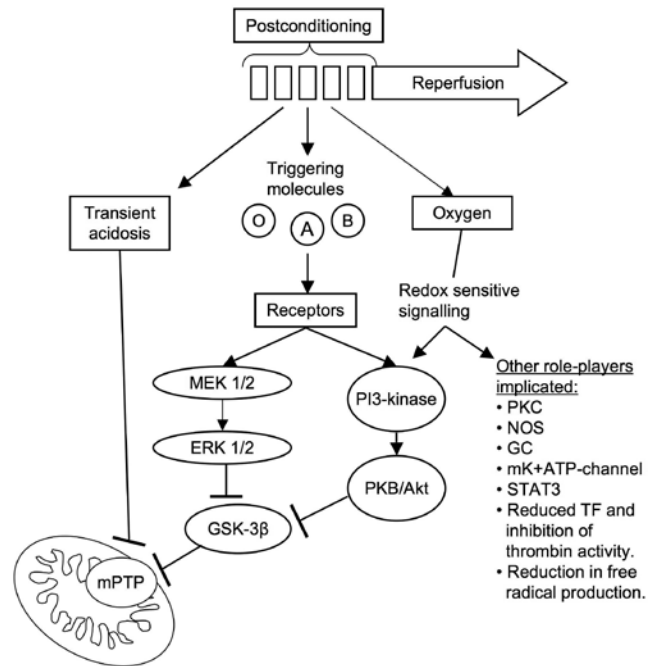 Postconditioning
Reperfusion
Triggering
molecules
O
A
B
Transient
acidosis
Oxygen
Receptors
Redox sensitive
signalling
MEK 1/2
PI3-kinase
ERK 1/2
PKB/Akt
GSK-3β
mPTP
Other role-players
implicated:
• PKC
• NOS
• GC
• mK+ATP-channel
• STAT3
• Reduced TF and
inhibition of
thrombin activity.
• Reduction in free
radical production.